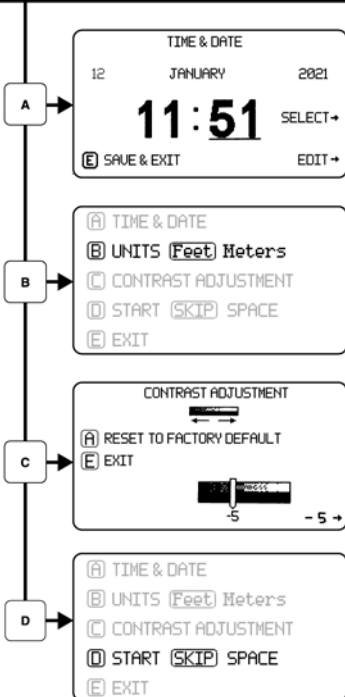 TIME & DATE
12 JANUARY 2021
A
11:51 SELECT→
E SAVE & EXIT EDIT→
A TIME & DATE
B UNITS Feet Meters
B
C CONTRAST ADJUSTMENT
D START SKIP SPACE
E EXIT
CONTRAST ADJUSTMENT
A RESET TO FACTORY DEFAULT
C
E EXIT
-5 -5→
A TIME & DATE
B UNITS Feet Meters
D
C CONTRAST ADJUSTMENT
D START SKIP SPACE
E EXIT